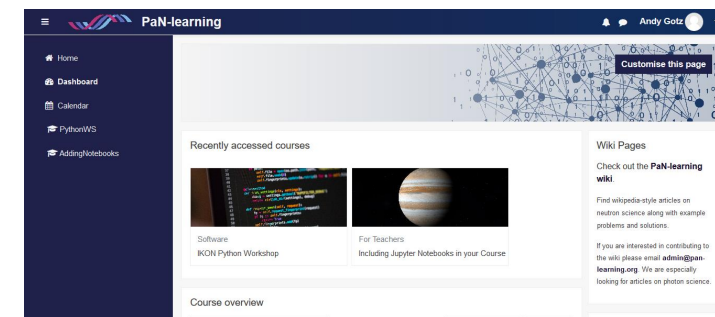 PaN-learning
Andy Gotz
Home
Dashboard
Calendar
PythonWS
AddingNotebooks
Customise this page
Recently accessed courses
Software
IKON Python Workshop
For Teachers
Including Jupyter Notebooks in your Course
Course overview
Wiki Pages
Check out the PaN-learning
wiki.
Find wikipedia-style articles on
neutron science along with example
problems and solutions.
If you are interested in contributing to
the wiki please email admin@pan-
learning.org. We are especially
looking for articles on photon science.